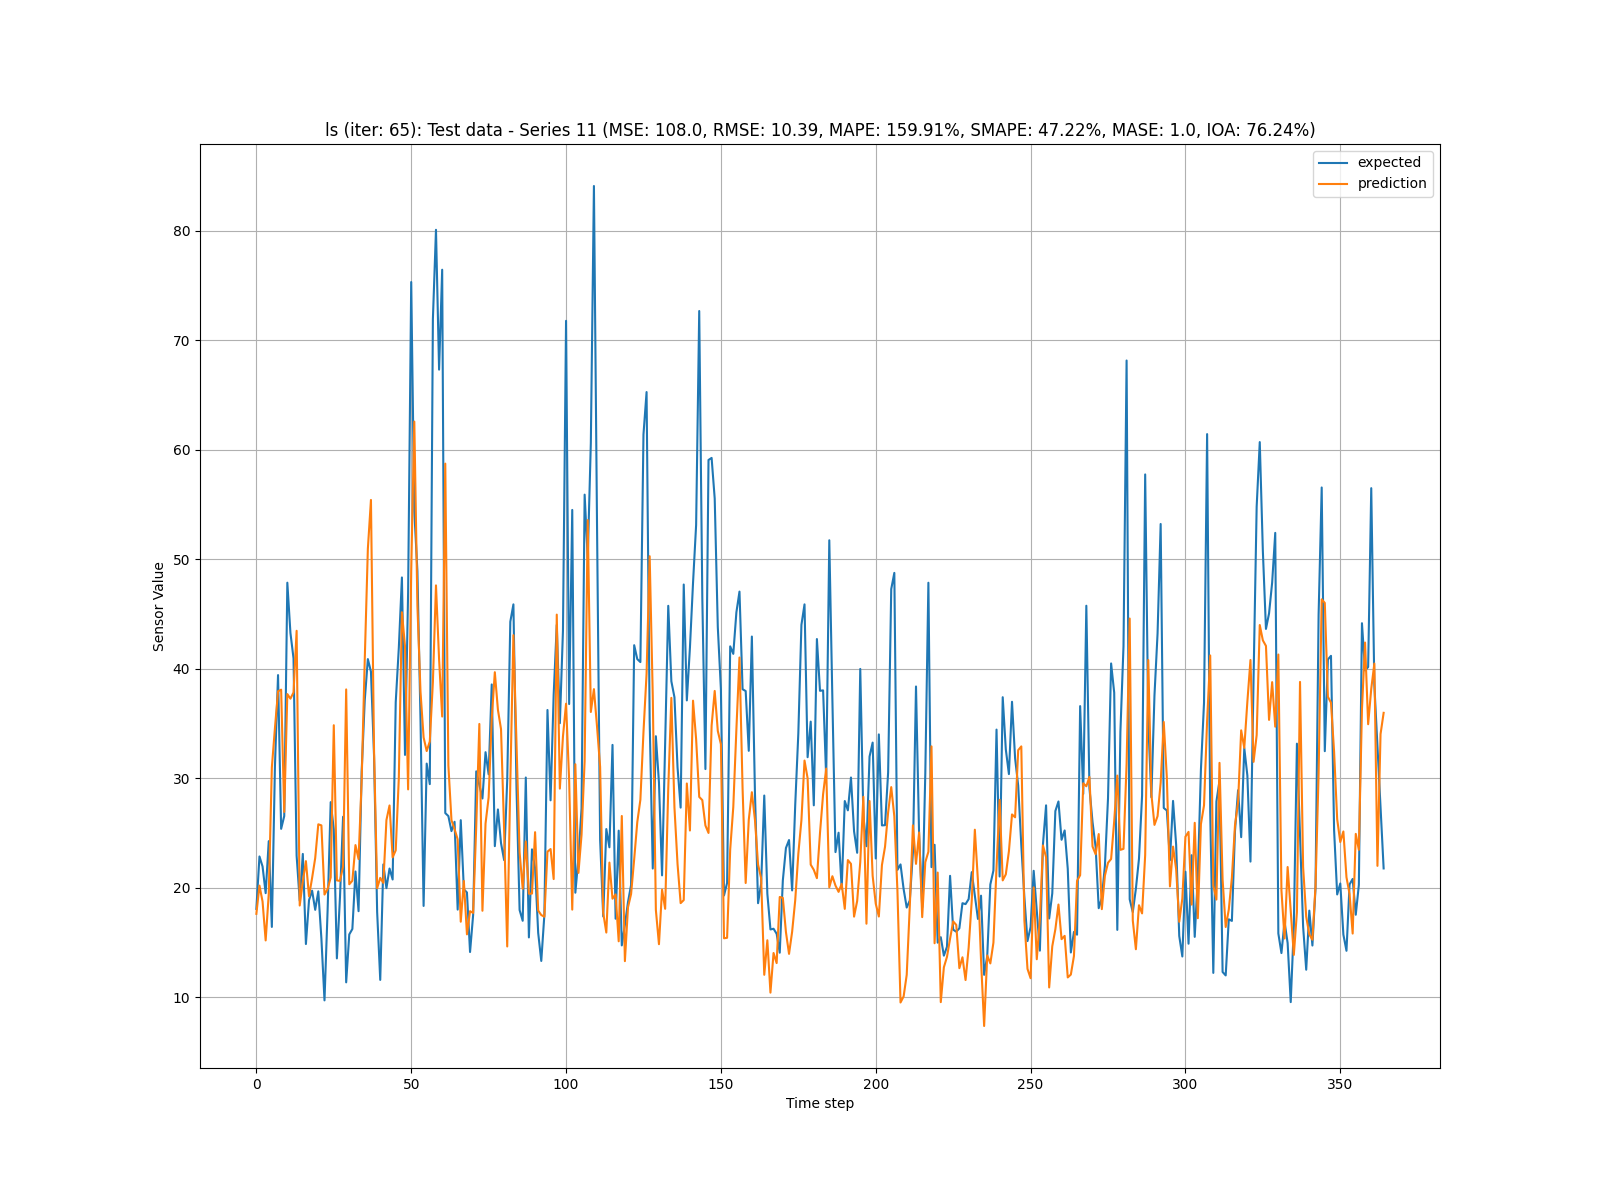 ls (iter: 65): Test data - Series 11 (MSE: 108.0, RMSE: 10.39, MAPE: 159.91%, SMAPE: 47.22%, MASE: 1.0, IOA: 76.24%)
expected
prediction
80
70
60
50
40
30
20
10
Sensor Value
0 50 100 150 200 250 300 350
Time step